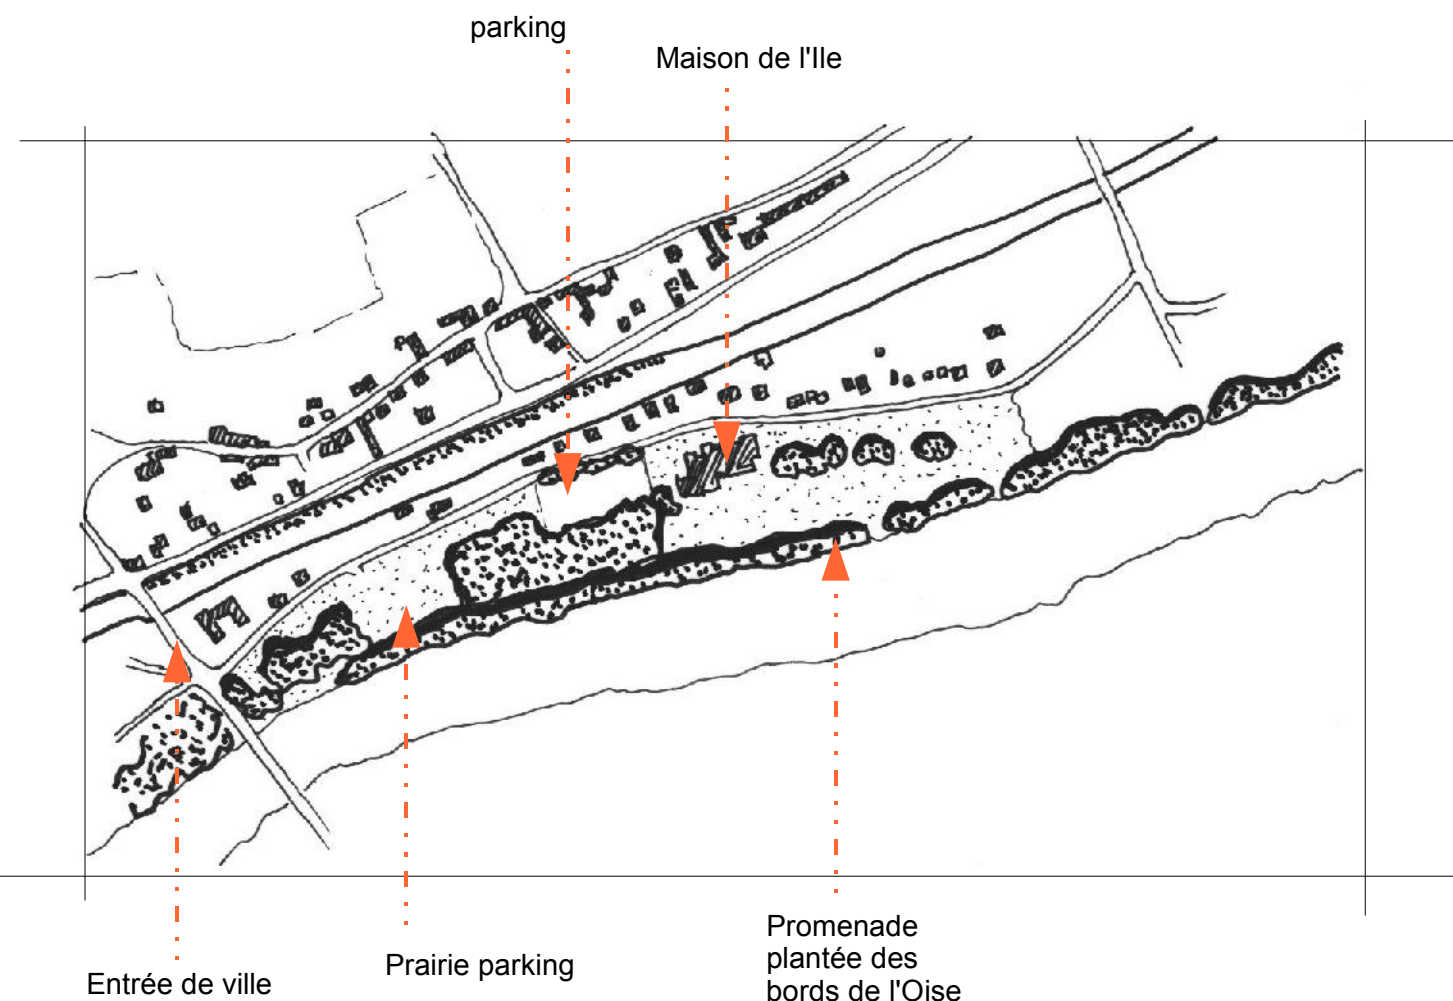 parking
Maison de l'Ile
Entrée de ville
Prairie parking
Promenade
plantée des
bords de l'Oise